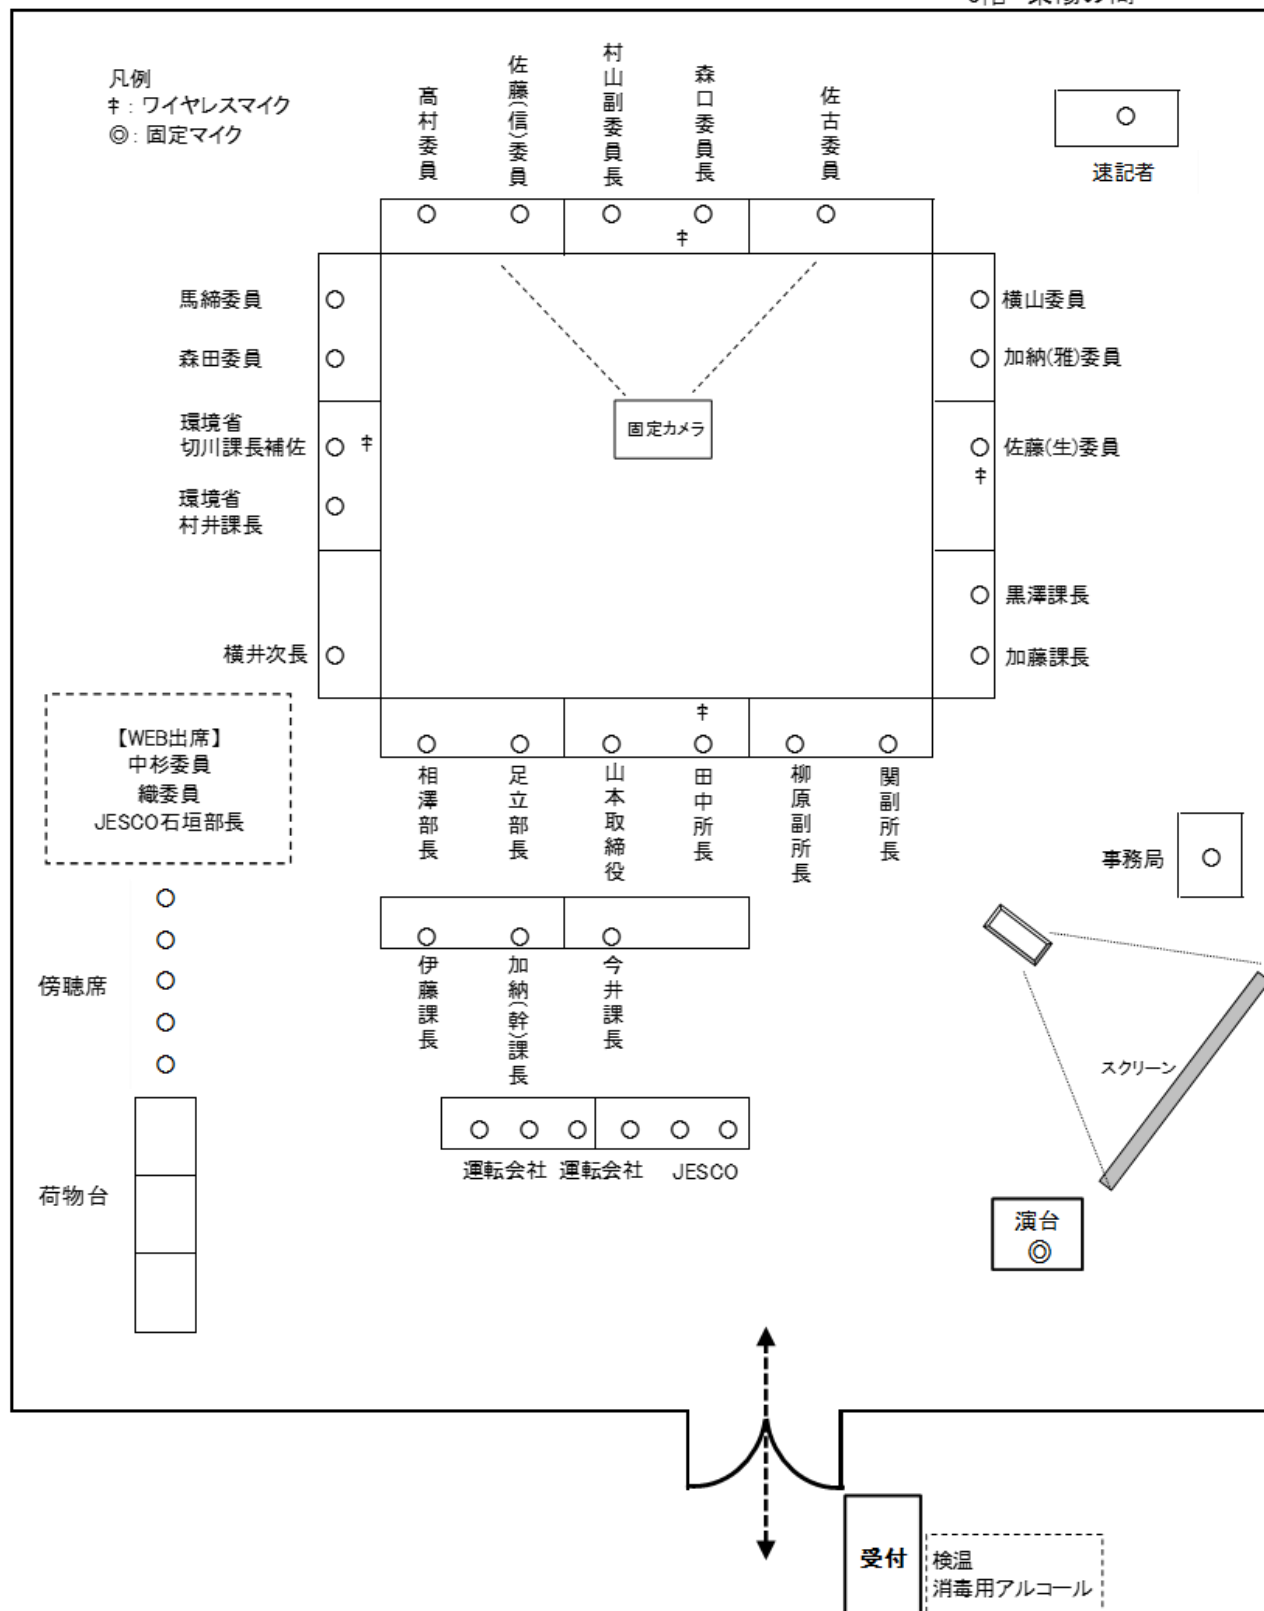 凡例
‡：ワイヤレスマイク
◎：固定マイク
髙村委員
佐藤(信)委員
村山副委員長
森口委員長
佐古委員
速記者
馬締委員
森田委員
環境省
切川課長補佐
環境省
村井課長
横井次長
固定カメラ
横山委員
加納(雅)委員
佐藤(生)委員
黒澤課長
加藤課長
【WEB出席】
中杉委員
織委員
JESCO石垣部長
相澤部長
足立部長
山本取締役
田中所長
柳原副所長
関副所長
事務局
伊藤課長
加納(幹)課長
今井課長
傍聴席
スクリーン
運転会社 運転会社 JESCO
荷物台
演台
◎
受付
検温
消毒用アルコール